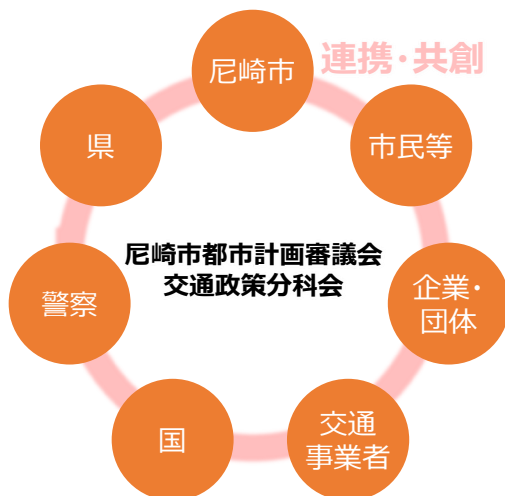 尼崎市
連携・共創
県
市民等
尼崎市都市計画審議会
交通政策分科会
警察
企業・
団体
国
交通
事業者